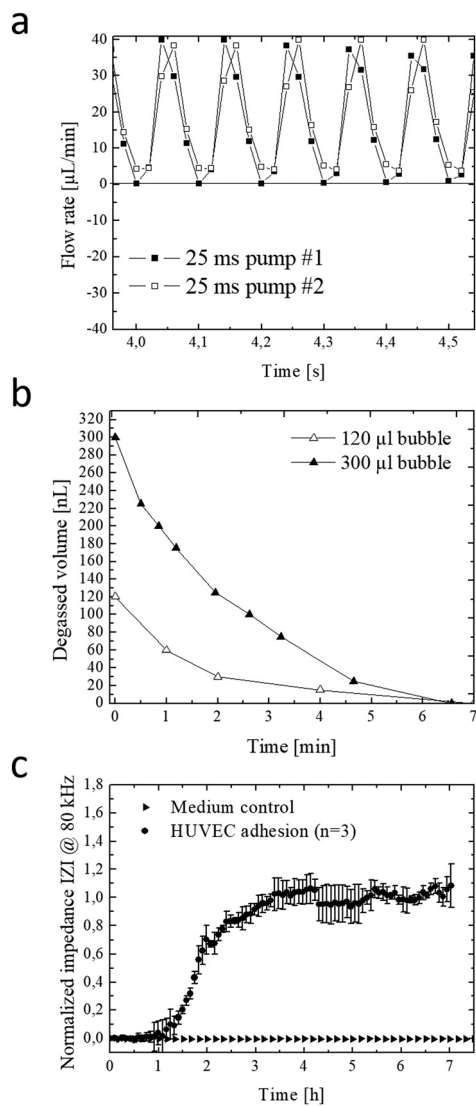 a
40
30
20
10
0
-10
-20
-30
-40
Flow rate [µL/min]
25 ms pump #1
25 ms pump #2
4,0 4,1 4,2 4,3 4,4 4,5
Time [s]
b
320
300
280
260
240
220
200
180
160
140
120
100
80
60
40
20
0
Degassed volume [nL]
120 µl bubble
300 µl bubble
0 1 2 3 4 5 6 7
Time [min]
c
1,8
1,6
1,4
1,2
1,0
0,8
0,6
0,4
0,2
0,0
Normalized impedance IZI @ 80 kHz
Medium control
HUVEC adhesion (n=3)
0 1 2 3 4 5 6 7
Time [h]